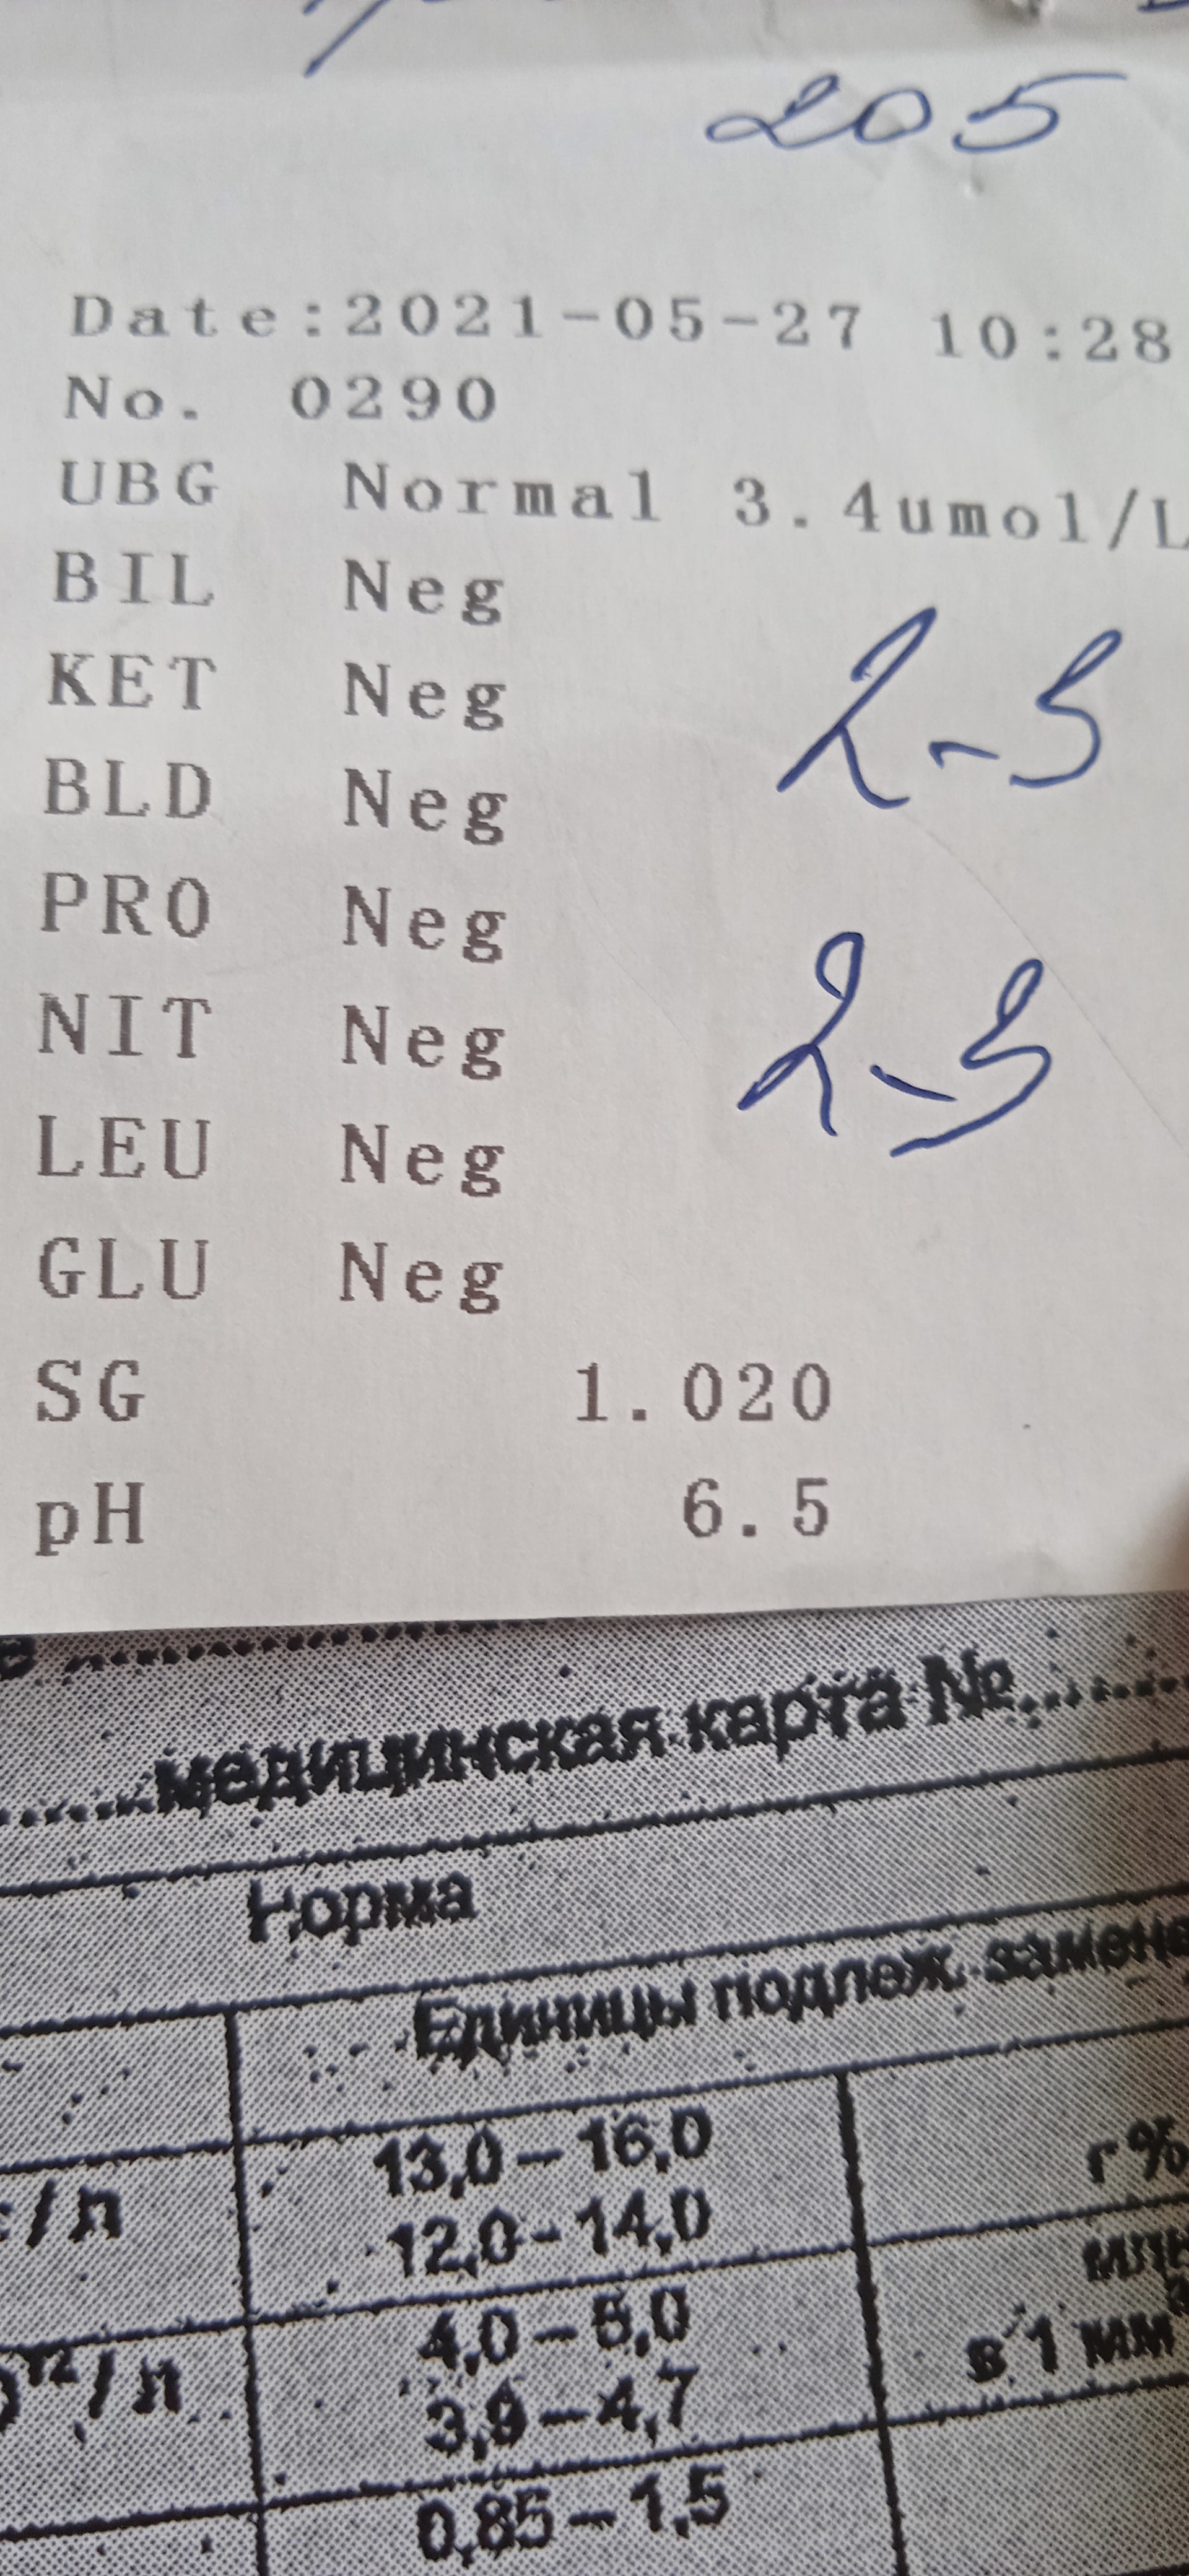 205
Date:2021-05-27 10:28
No. 0290
UBG Normal 3.4umol/L
BIL Neg
KET Neg
2-3
BLD Neg
PRO Neg
NIT Neg
2-3
LEU Neg
GLU Neg
SG 1.020
pH 6.5
медицинская карта №
Норма
Единицы подлеж. замене
13,0-16,0
г%
/л 12,0-14,0
4,0-5,0
в 1 мм
12/л 3,9-4,7
0,85-1,5